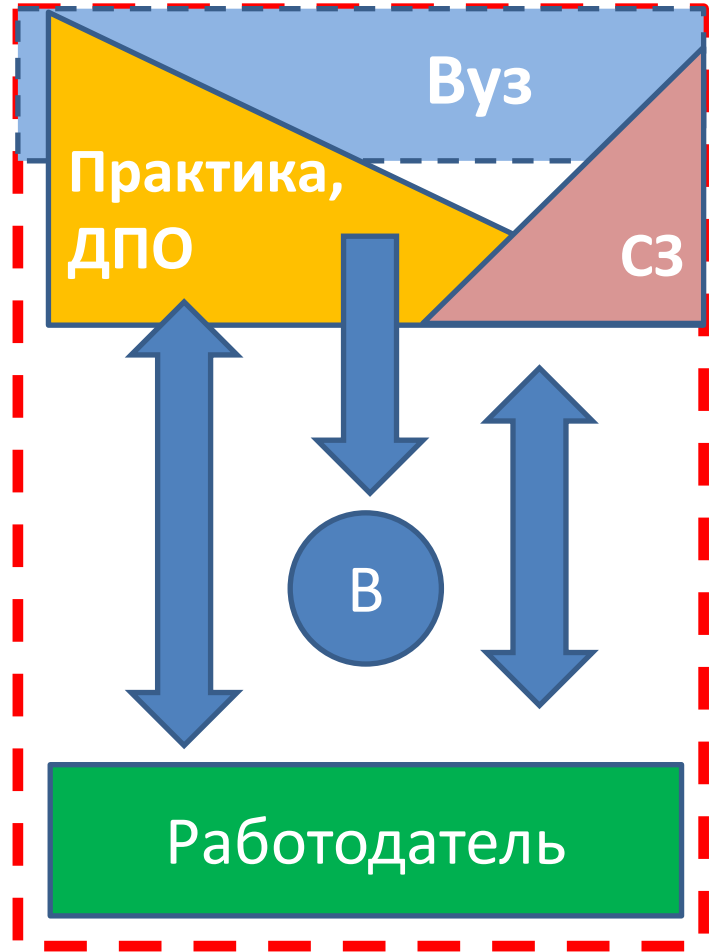 Вуз
Практика,
ДПО
СЗ
В
Работодатель